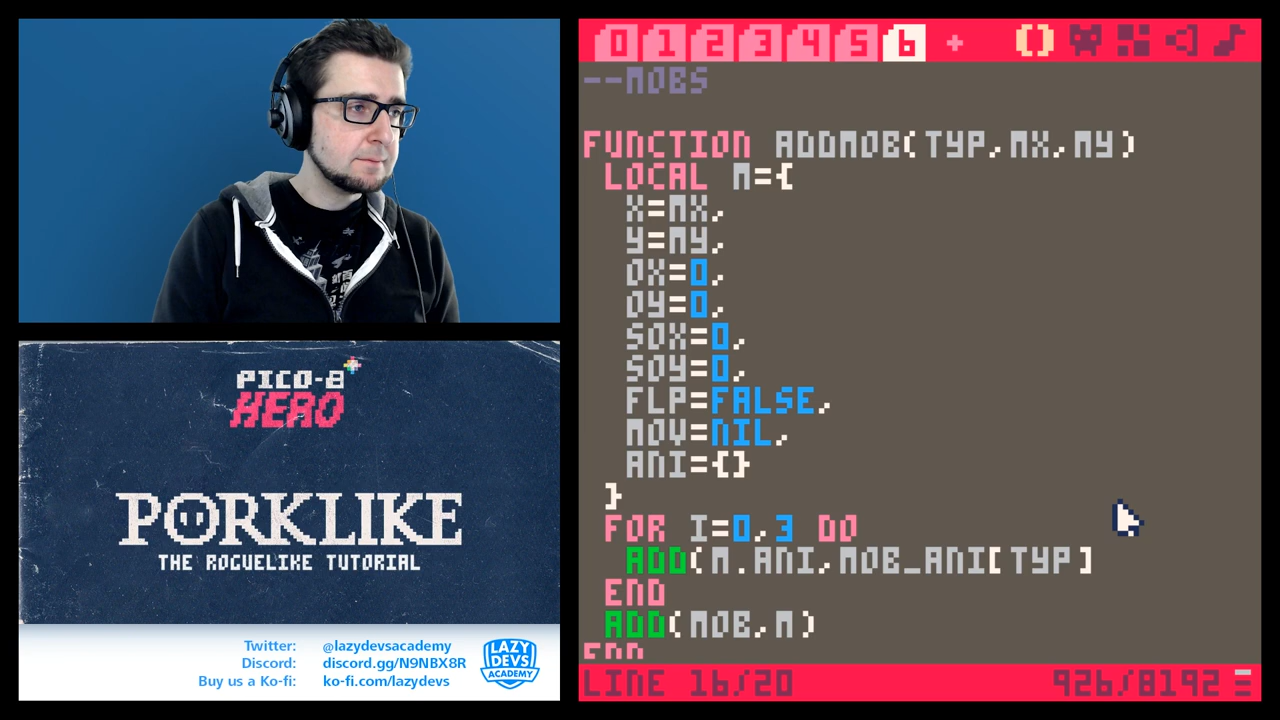 0 1 2 3 4 5 6 +
--MOBS
FUNCTION ADDMOB(TYP,MX,MY)
LOCAL M={
X=MX,
Y=MY,
OX=0,
OY=0,
SOX=0,
SOY=0,
FLP=FALSE,
MOV=NIL,
ANI={}
}
FOR I=0,3 DO
ADD(M.ANI,MOB_ANI[TYP]
END
ADD(MOB,M)
END
LINE 16/20
926/8192
PICO-8
HERO
PORKLIKE
THE ROGUELIKE TUTORIAL
Twitter: @lazydevsacademy
Discord: discord.gg/N9NBX8R
Buy us a Ko-fi: ko-fi.com/lazydevs
LAZY
DEVS
ACADEMY